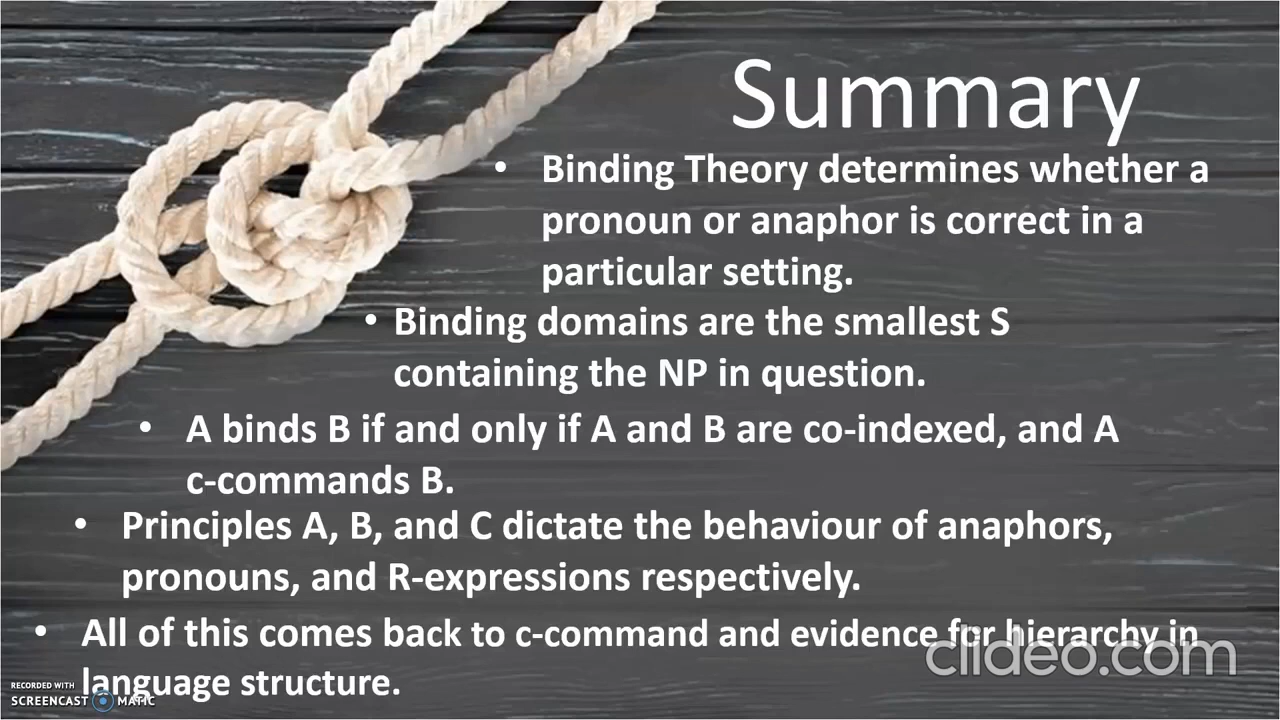 Summary
• Binding Theory determines whether a
pronoun or anaphor is correct in a
particular setting.
• Binding domains are the smallest S
containing the NP in question.
• A binds B if and only if A and B are co-indexed, and A
c-commands B.
• Principles A, B, and C dictate the behaviour of anaphors,
pronouns, and R-expressions respectively.
• All of this comes back to c-command and evidence for hierarchy in
language structure.
clideo.com
RECORDED WITH
SCREENCAST MATIC